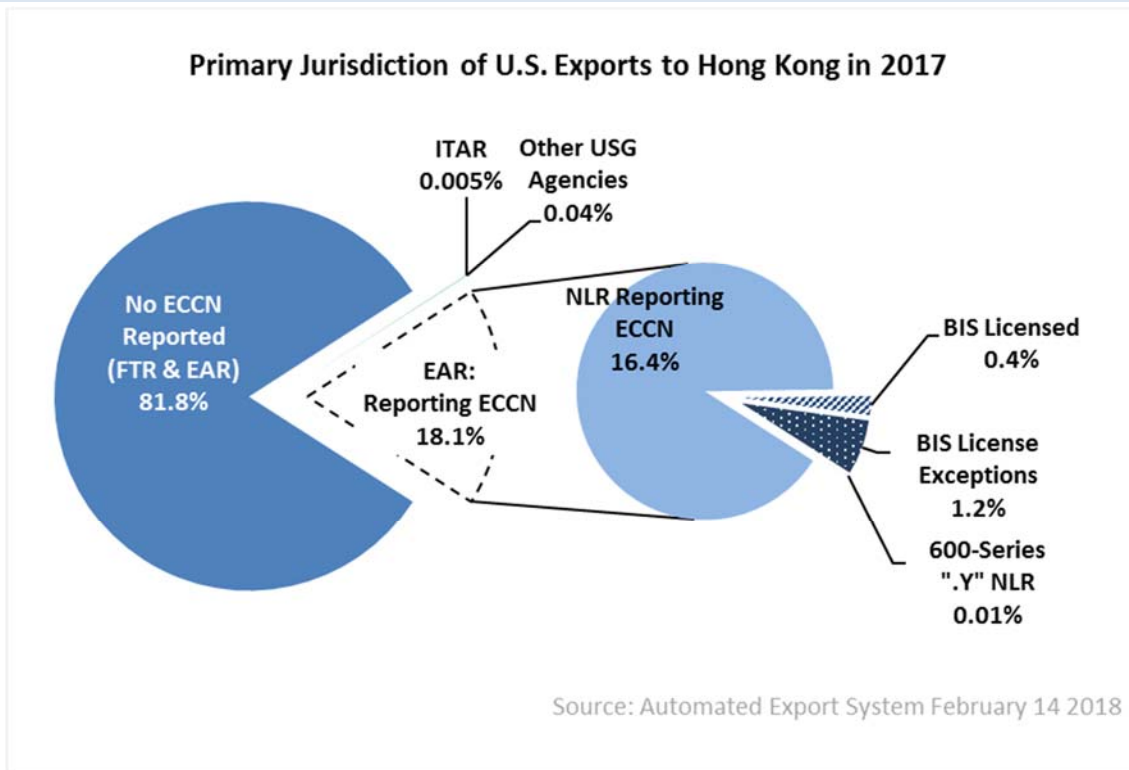 Primary Jurisdiction of U.S. Exports to Hong Kong in 2017
ITAR
0.005%
Other USG
Agencies
0.04%
No ECCN
Reported
(FTR & EAR)
81.8%
EAR:
Reporting ECCN
18.1%
NLR Reporting
ECCN
16.4%
BIS Licensed
0.4%
BIS License
Exceptions
1.2%
600-Series
".Y" NLR
0.01%
Source: Automated Export System February 14 2018